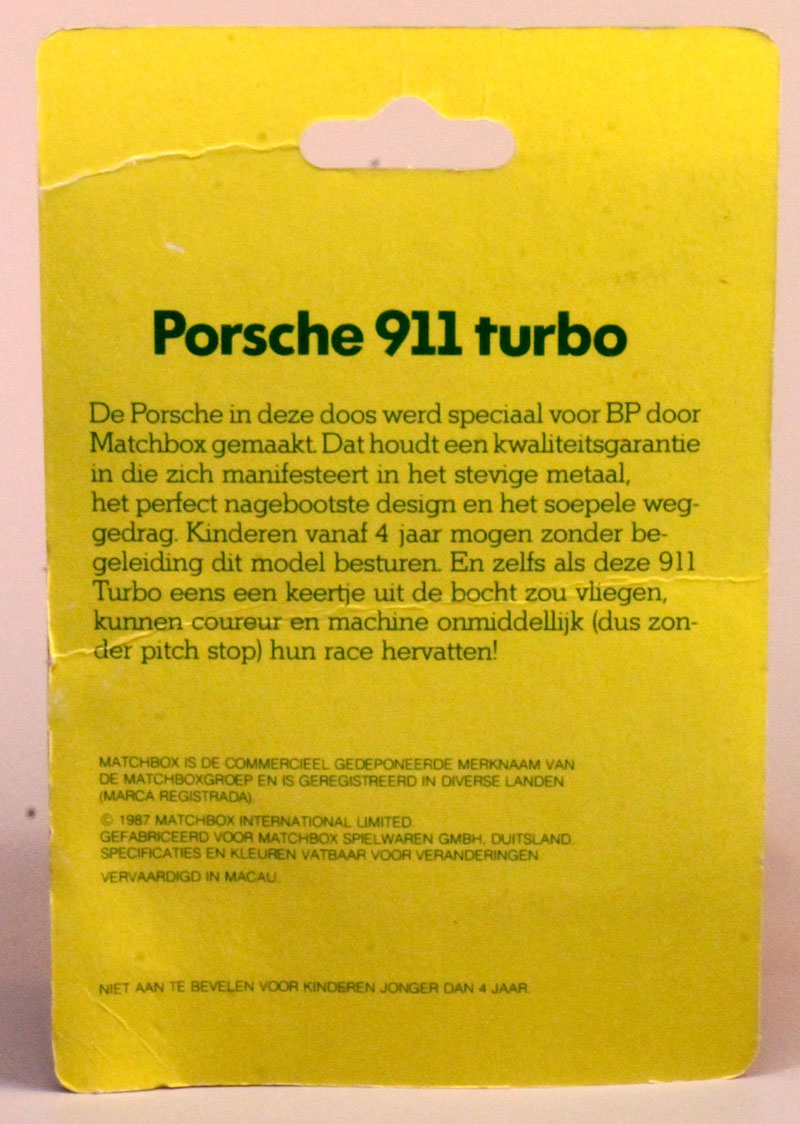 Porsche 911 turbo
De Porsche in deze doos werd speciaal voor BP door
Matchbox gemaakt. Dat houdt een kwaliteitsgarantie
in die zich manifesteert in het stevige metaal,
het perfect nagebootste design en het soepele weg-
gedrag. Kinderen vanaf 4 jaar mogen zonder be-
geleiding dit model besturen. En zelfs als deze 911
Turbo eens een keertje uit de bocht zou vliegen,
kunnen coureur en machine onmiddellijk (dus zon-
der pitch stop) hun race hervatten!
MATCHBOX IS DE COMMERCIEEL GEDEPONEERDE MERKNAAM VAN
DE MATCHBOXGROEP EN IS GEREGISTREERD IN DIVERSE LANDEN
(MARCA REGISTRADA).
© 1987 MATCHBOX INTERNATIONAL LIMITED.
GEFABRICEERD VOOR MATCHBOX SPIELWAREN GMBH, DUITSLAND.
SPECIFICATIES EN KLEUREN VATBAAR VOOR VERANDERINGEN.
VERVAARDIGD IN MACAU.
NIET AAN TE BEVELEN VOOR KINDEREN JONGER DAN 4 JAAR.